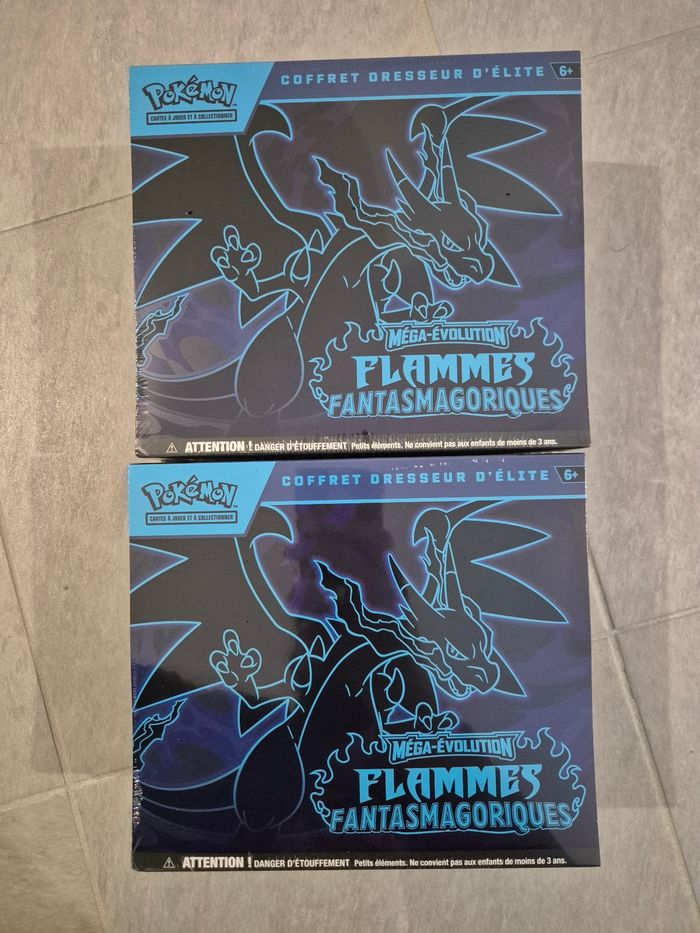 COFFRET DRESSEUR D'ÉLITE 6+
POKéMON
CARTES À JOUER ET À COLLECTIONNER
MÉGA-ÉVOLUTION
FLAMMES
FANTASMAGORIQUES
ATTENTION ! DANGER D'ÉTOUFFEMENT Petits éléments. Ne convient pas aux enfants de moins de 3 ans.
COFFRET DRESSEUR D'ÉLITE 6+
POKéMON
CARTES À JOUER ET À COLLECTIONNER
MÉGA-ÉVOLUTION
FLAMMES
FANTASMAGORIQUES
ATTENTION ! DANGER D'ÉTOUFFEMENT Petits éléments. Ne convient pas aux enfants de moins de 3 ans.